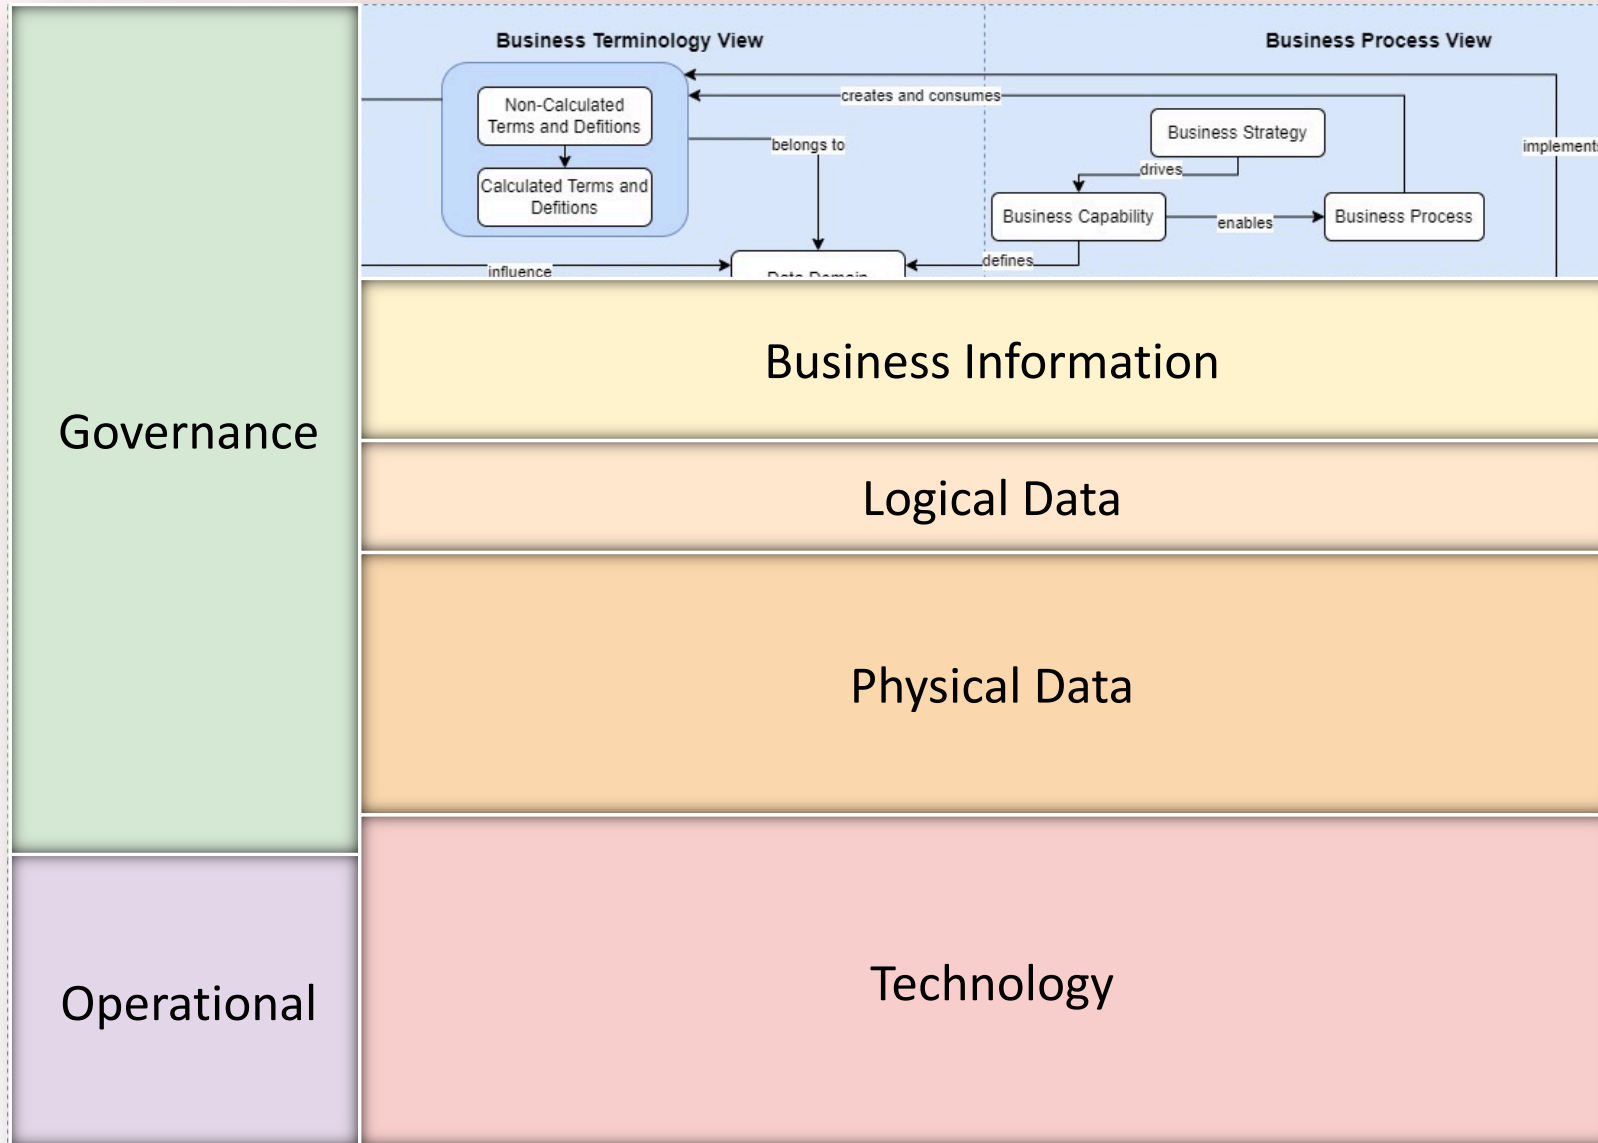 Business Terminology View
Business Process View
Non-Calculated
Terms and Defitions
Calculated Terms and
Defitions
creates and consumes
belongs to
Business Strategy
implements
drives
Business Capability
enables
Business Process
defines
influence
Data Domain
Governance
Business Information
Logical Data
Physical Data
Operational
Technology